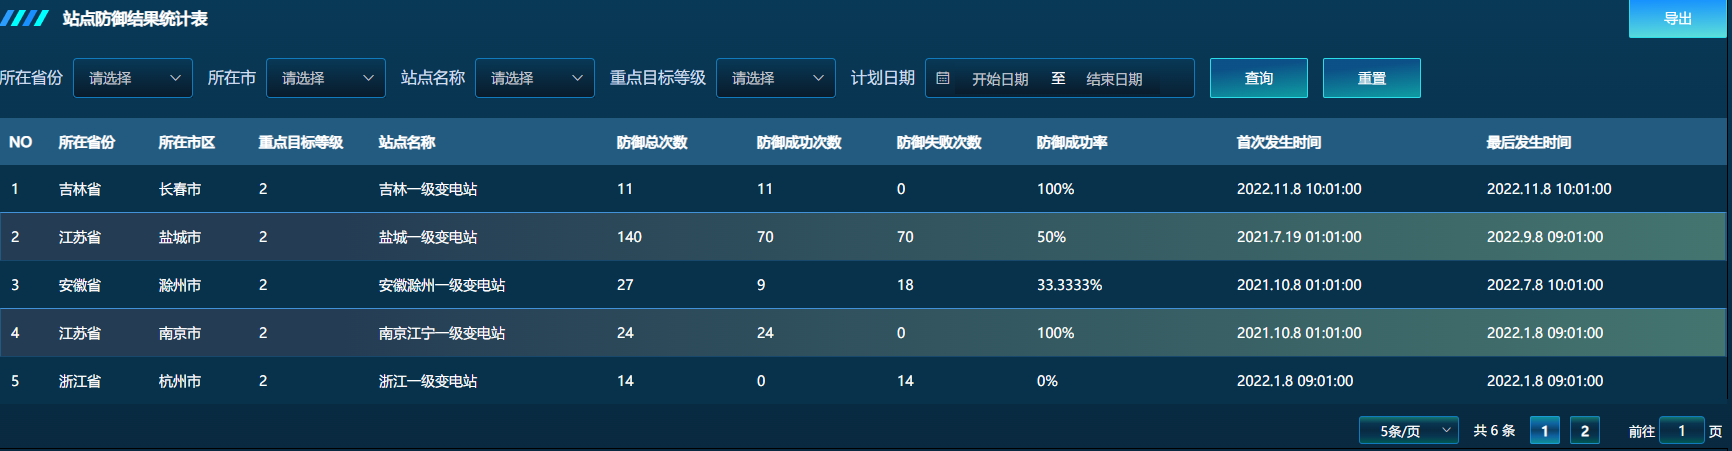 站点防御结果统计表 导出
所在省份 请选择 所在市 请选择 站点名称 请选择 重点目标等级 请选择 计划日期 开始日期 至 结束日期 查询 重置
NO 所在省份 所在市区 重点目标等级 站点名称 防御总次数 防御成功次数 防御失败次数 防御成功率 首次发生时间 最后发生时间
1 吉林省 长春市 2 吉林一级变电站 11 11 0 100% 2022.11.8 10:01:00 2022.11.8 10:01:00
2 江苏省 盐城市 2 盐城一级变电站 140 70 70 50% 2021.7.19 01:01:00 2022.9.8 09:01:00
3 安徽省 滁州市 2 安徽滁州一级变电站 27 9 18 33.3333% 2021.10.8 01:01:00 2022.7.8 10:01:00
4 江苏省 南京市 2 南京江宁一级变电站 24 24 0 100% 2021.10.8 01:01:00 2022.1.8 09:01:00
5 浙江省 杭州市 2 浙江一级变电站 14 0 14 0% 2022.1.8 09:01:00 2022.1.8 09:01:00
5条/页 共 6 条 1 2 前往 1 页